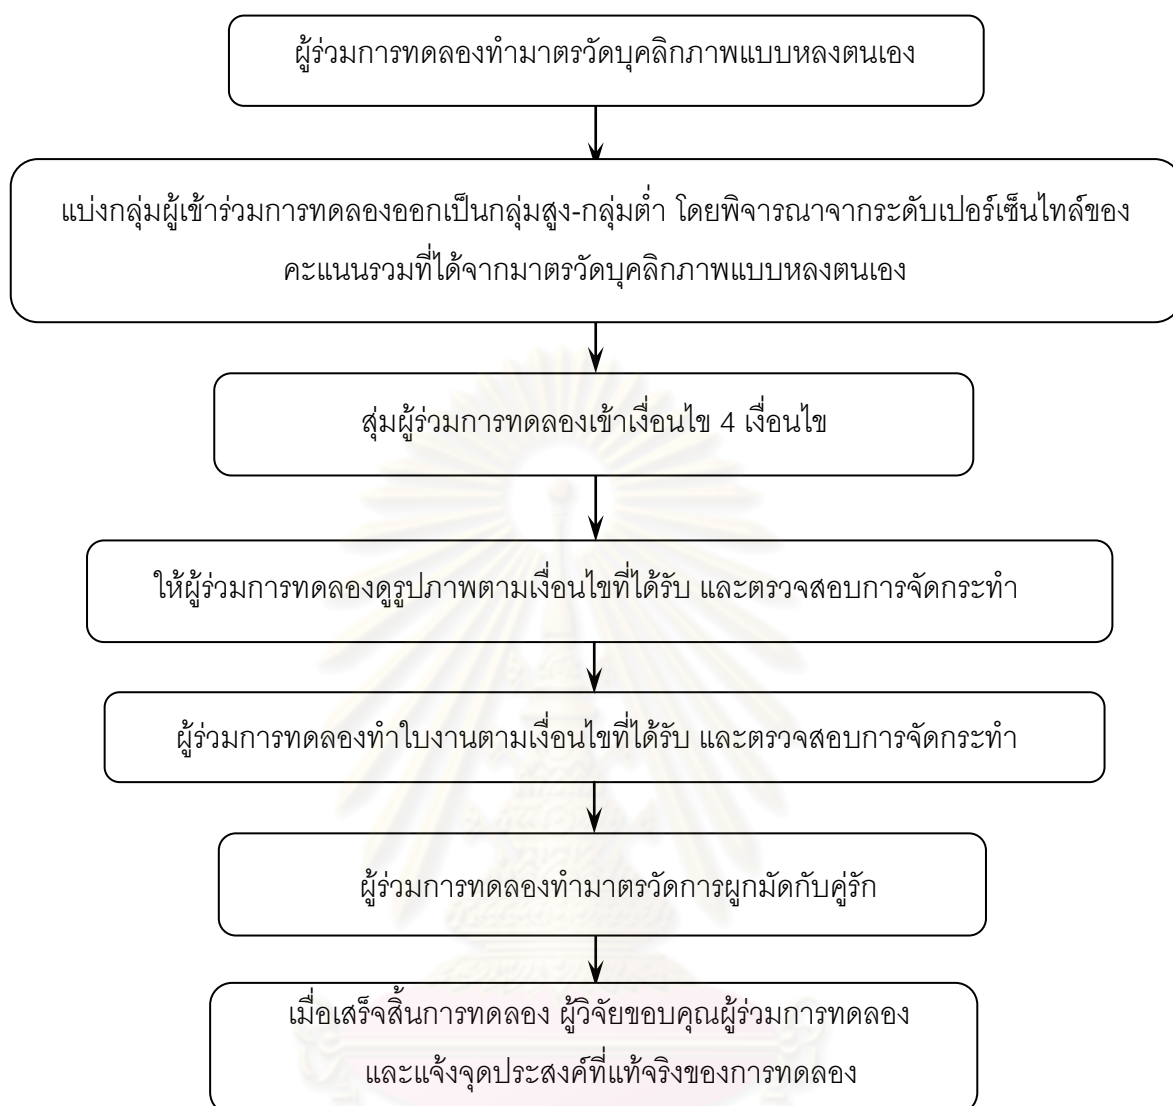 ผู้ร่วมการทดลองทำมาตรวัดบุคลิกภาพแบบหลงตนเอง
แบ่งกลุ่มผู้เข้าร่วมการทดลองออกเป็นกลุ่มสูง-กลุ่มต่ำ โดยพิจารณาจากระดับเปอร์เซ็นไทล์ของ
คะแนนรวมที่ได้จากมาตรวัดบุคลิกภาพแบบหลงตนเอง
สุ่มผู้ร่วมการทดลองเข้าเงื่อนไข 4 เงื่อนไข
ให้ผู้ร่วมการทดลองดูรูปภาพตามเงื่อนไขที่ได้รับ และตรวจสอบการจัดกระทำ
ผู้ร่วมการทดลองทำใบงานตามเงื่อนไขที่ได้รับ และตรวจสอบการจัดกระทำ
ผู้ร่วมการทดลองทำมาตรวัดการผูกมัดกับคู่รัก
เมื่อเสร็จสิ้นการทดลอง ผู้วิจัยขอบคุณผู้ร่วมการทดลอง
และแจ้งจุดประสงค์ที่แท้จริงของการทดลอง